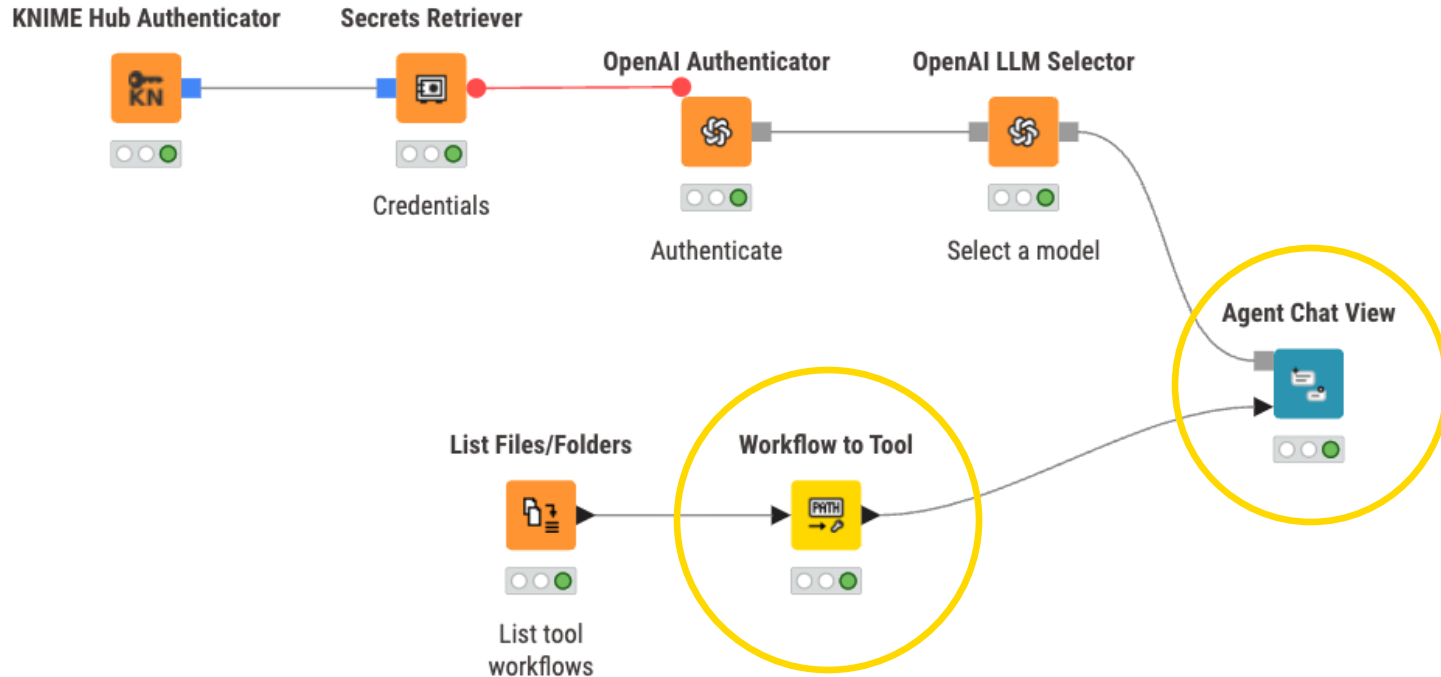 KNIME Hub Authenticator
Secrets Retriever
OpenAI Authenticator
OpenAI LLM Selector
KN
Credentials
Authenticate
Select a model
Agent Chat View
List Files/Folders
Workflow to Tool
PATH
List tool
workflows